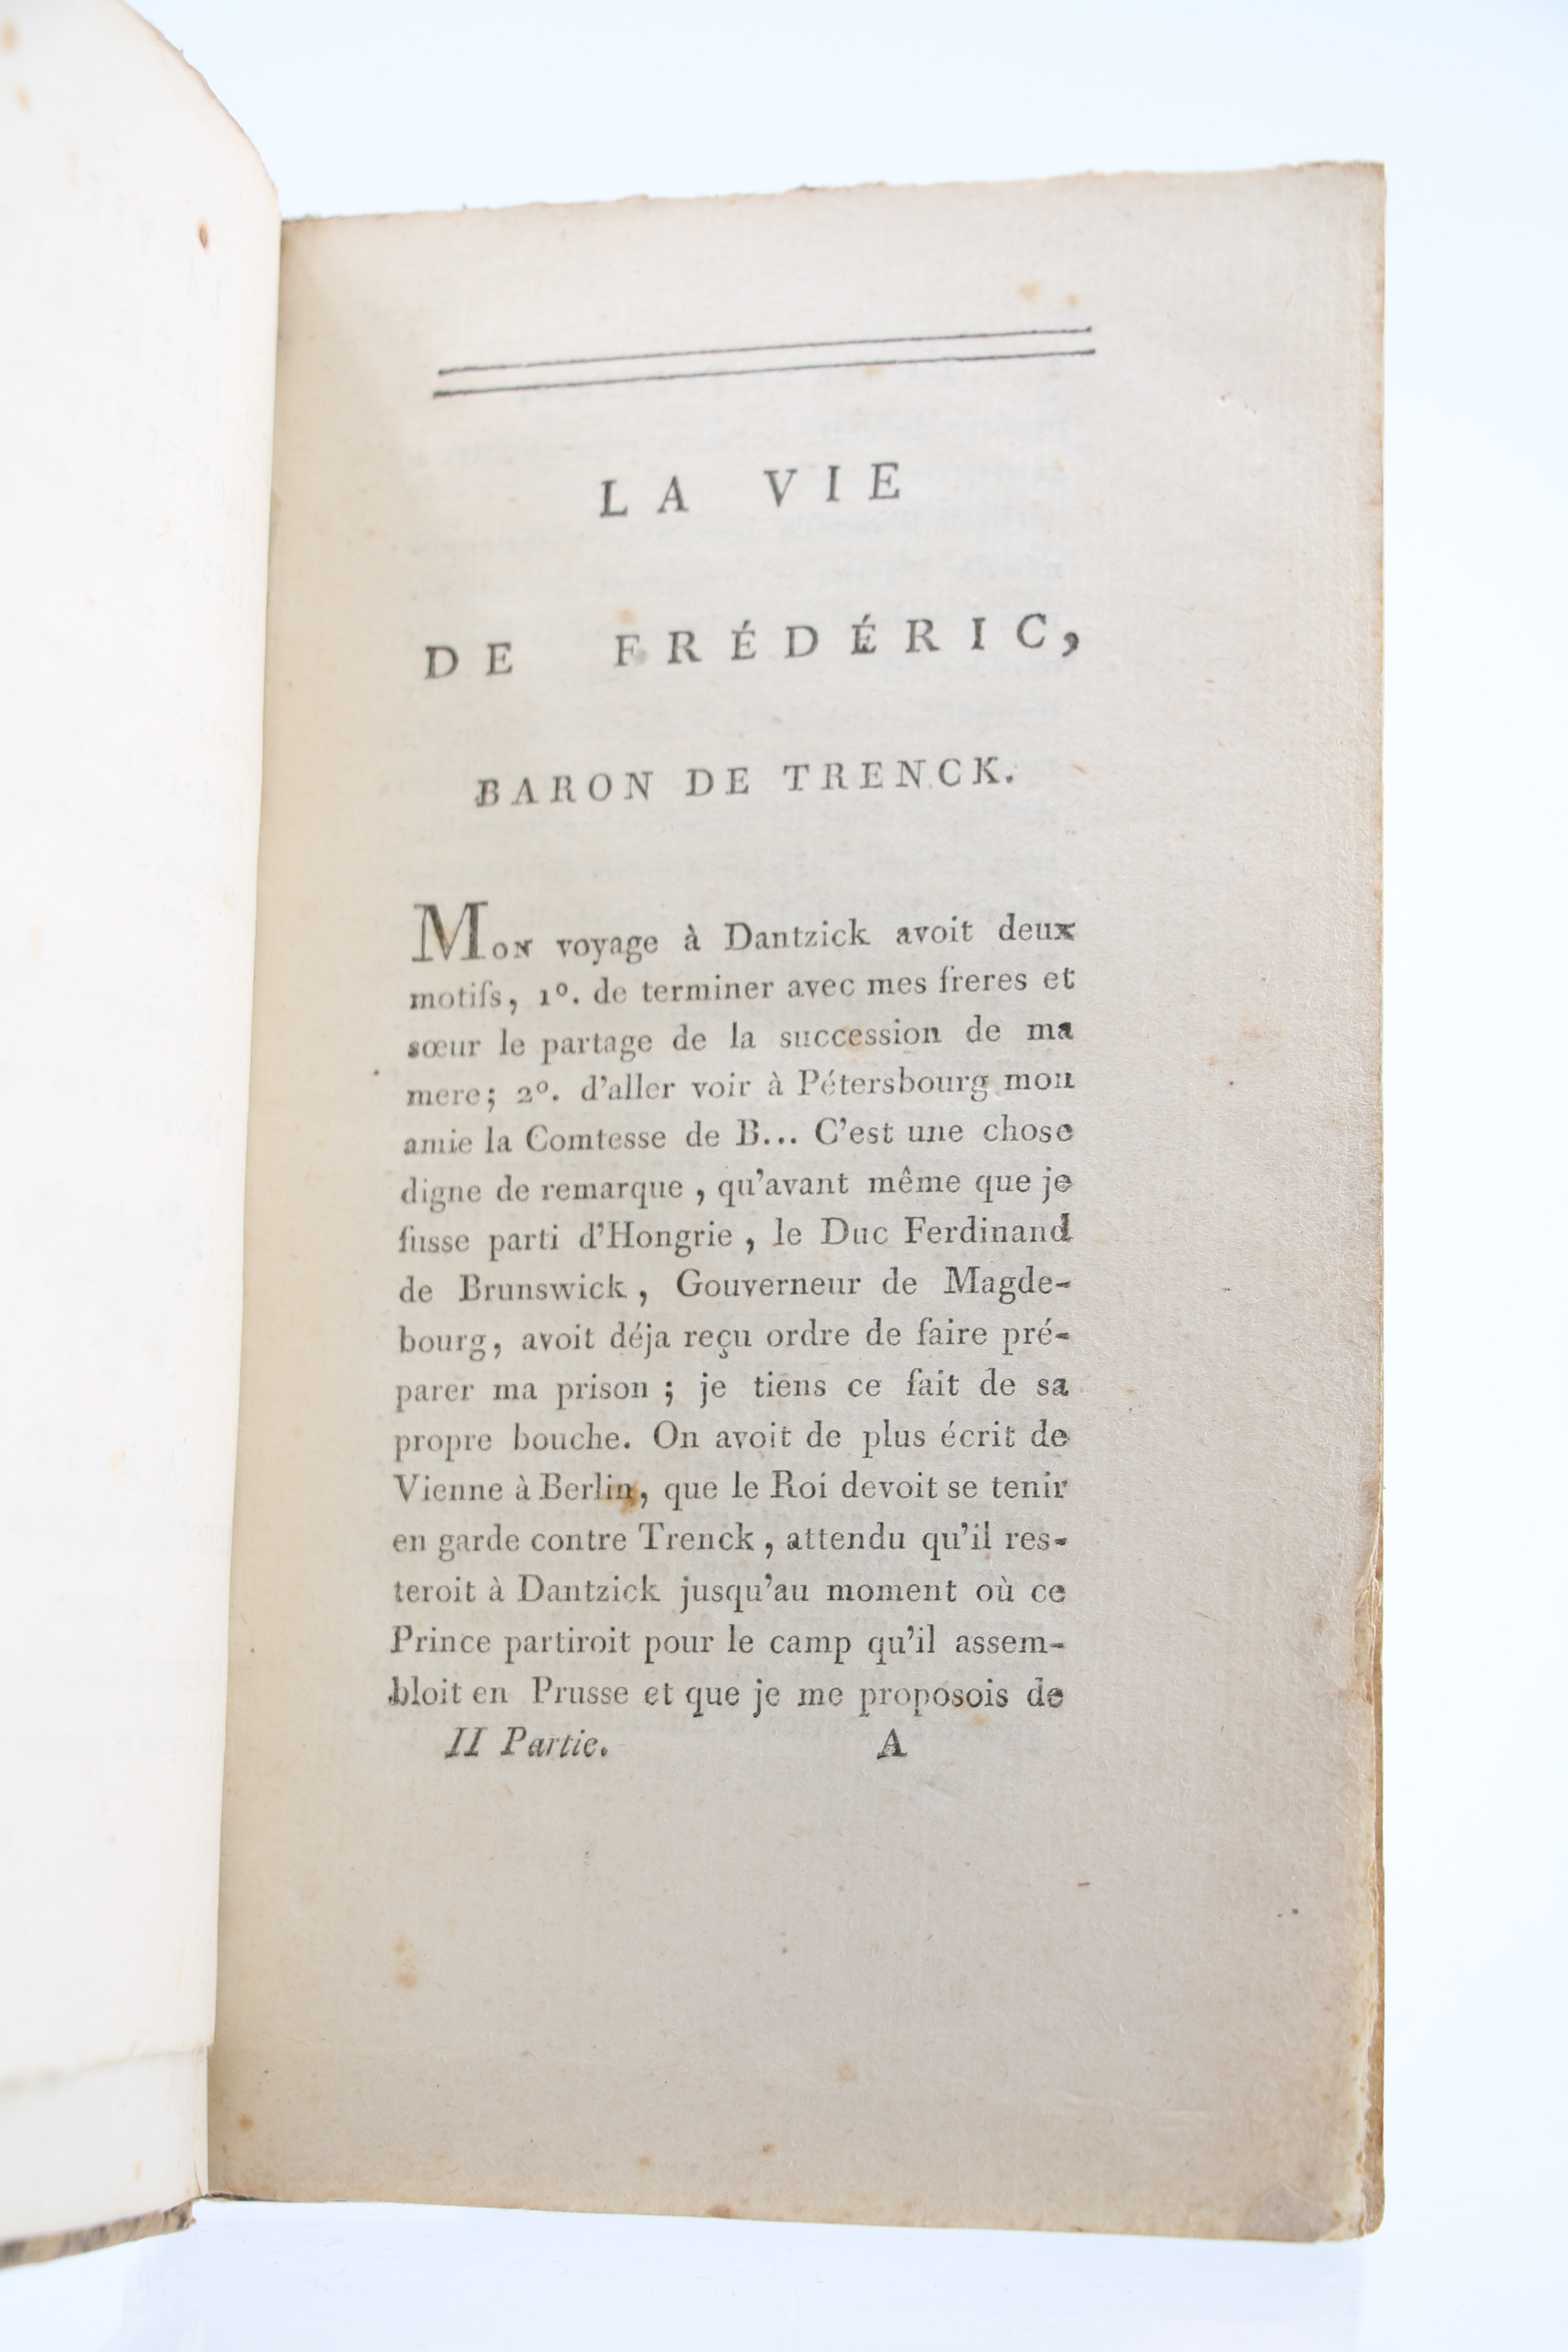 LA VIE
DE FRÉDÉRIC,
BARON DE TRENCK.
MON voyage à Dantzick avoit deux
motifs, 1º. de terminer avec mes freres et
sœur le partage de la succession de ma
mere; 2º. d'aller voir à Pétersbourg mon
amie la Comtesse de B... C'est une chose
digne de remarque, qu'avant même que je
fusse parti d'Hongrie, le Duc Ferdinand
de Brunswick, Gouverneur de Magde-
bourg, avoit déja reçu ordre de faire pré-
parer ma prison; je tiens ce fait de sa
propre bouche. On avoit de plus écrit de
Vienne à Berlin, que le Roi devoit se tenir
en garde contre Trenck, attendu qu'il res-
teroit à Dantzick jusqu'au moment où ce
Prince partiroit pour le camp qu'il assem-
bloit en Prusse et que je me proposois de
II Partie. A